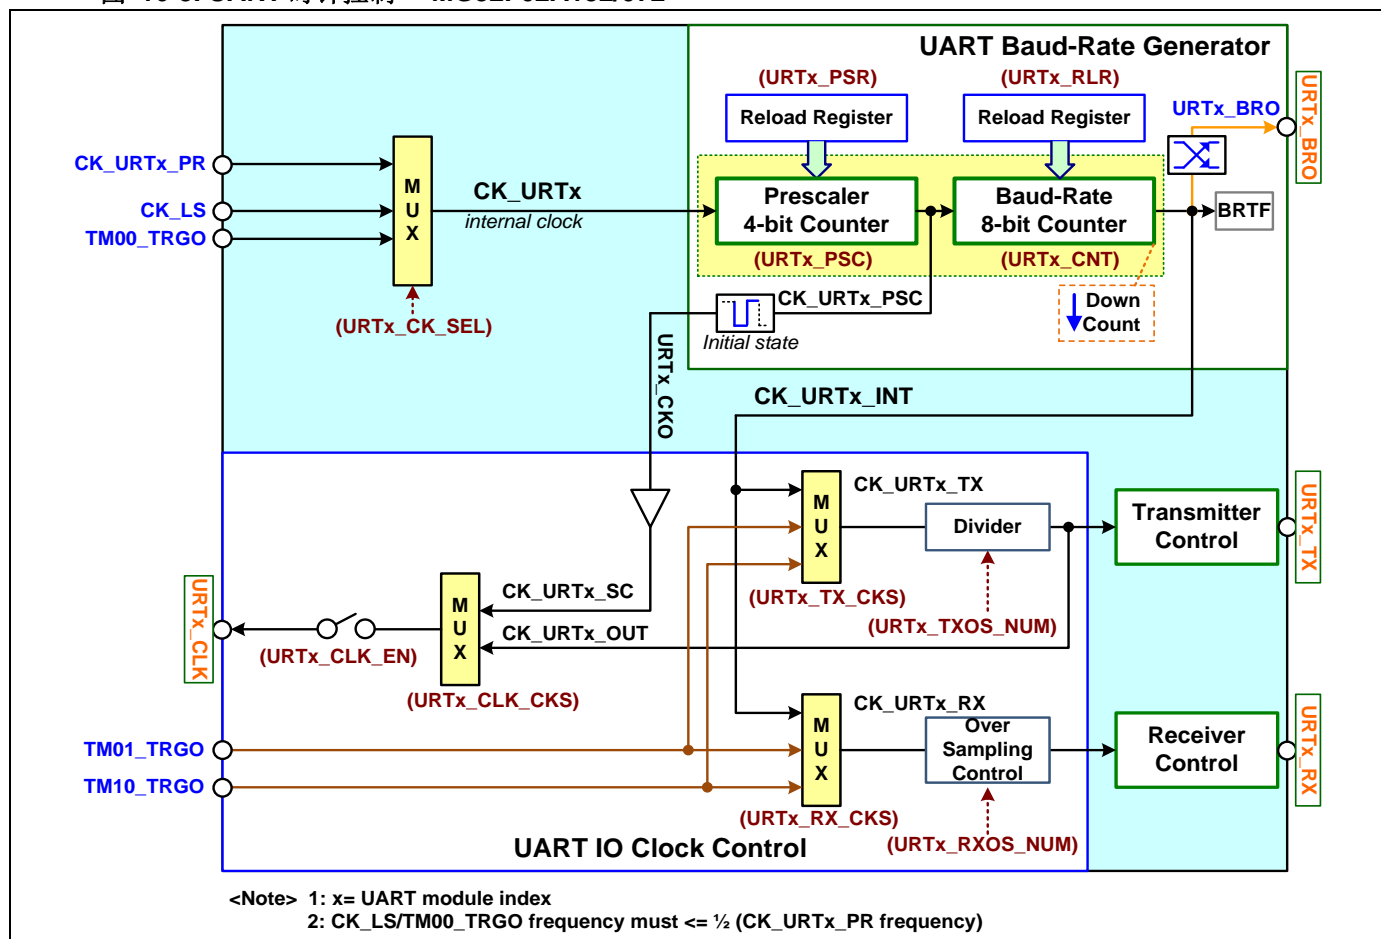 UART Baud-Rate Generator
(URTx_PSR)
(URTx_RLR)
Reload Register
Reload Register
URTx_BRO
URTx_BRO
CK_URTx_PR
CK_LS
TM00_TRGO
MUX
CK_URTx
internal clock
Prescaler
4-bit Counter
Baud-Rate
8-bit Counter
BRTF
(URTx_PSC)
(URTx_CNT)
CK_URTx_PSC
Down
Count
(URTx_CK_SEL)
Initial state
URTx_CKO
CK_URTx_INT
MUX
CK_URTx_TX
Divider
Transmitter
Control
URTx_TX
(URTx_TX_CKS)
(URTx_TXOS_NUM)
CK_URTx_SC
MUX
CK_URTx_OUT
URTx_CLK
(URTx_CLK_EN)
(URTx_CLK_CKS)
MUX
CK_URTx_RX
Over
Sampling
Control
Receiver
Control
URTx_RX
TM01_TRGO
TM10_TRGO
(URTx_RX_CKS)
(URTx_RXOS_NUM)
UART IO Clock Control
<Note> 1: x= UART module index
2: CK_LS/TM00_TRGO frequency must <= ½ (CK_URTx_PR frequency)